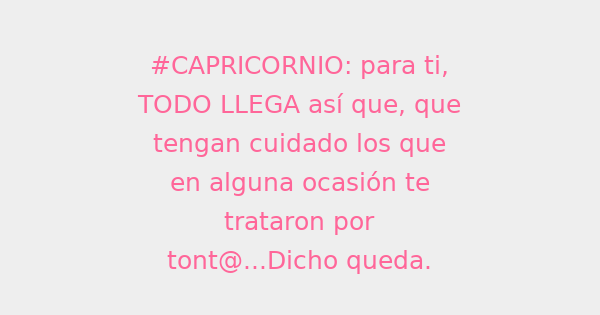 #CAPRICORNIO: para ti,
TODO LLEGA así que, que
tengan cuidado los que
en alguna ocasión te
trataron por
tont@...Dicho queda.